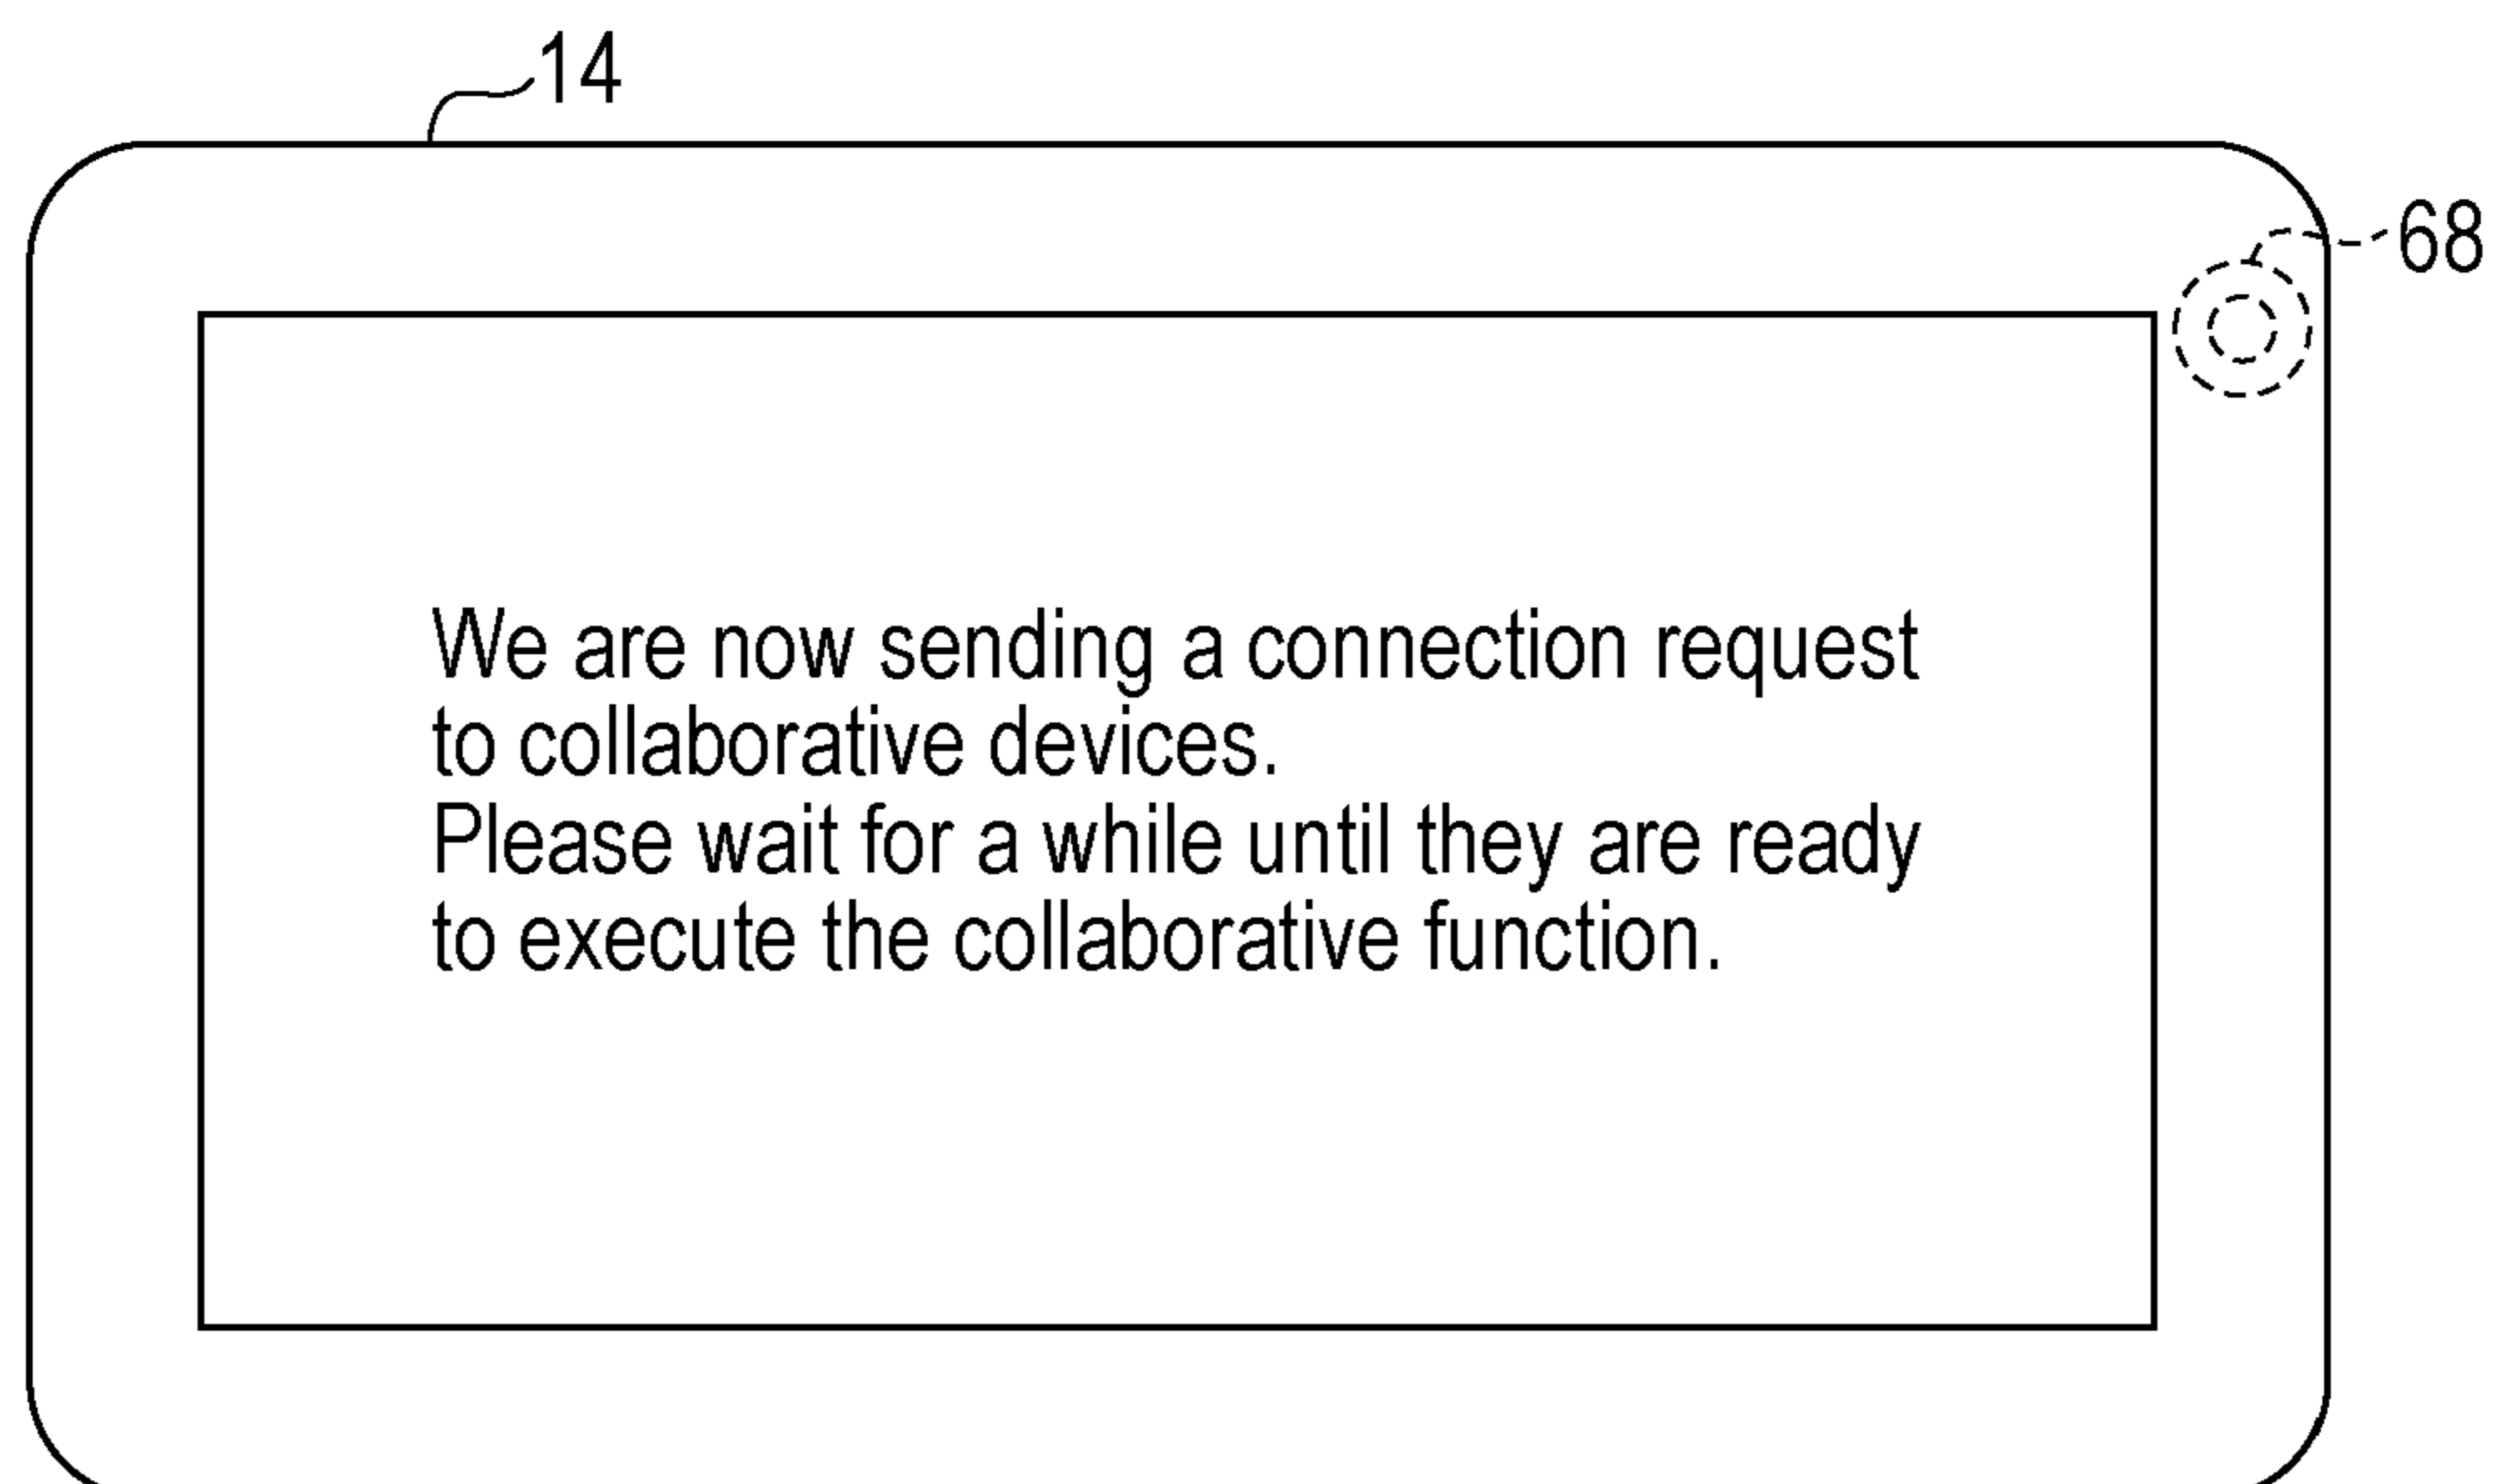 14
68
We are now sending a connection request
to collaborative devices.
Please wait for a while until they are ready
to execute the collaborative function.